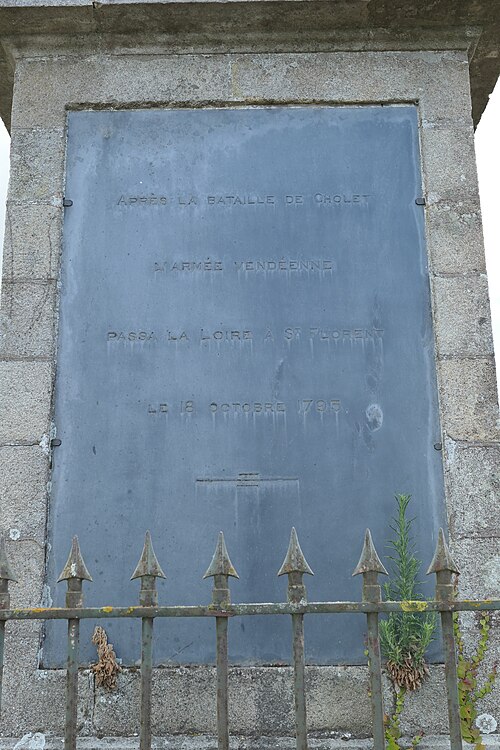 APRÈS LA BATAILLE DE CHOLET
L'ARMÉE VENDÉENNE
PASSA LA LOIRE À ST FLORENT
LE 18 OCTOBRE 1793.